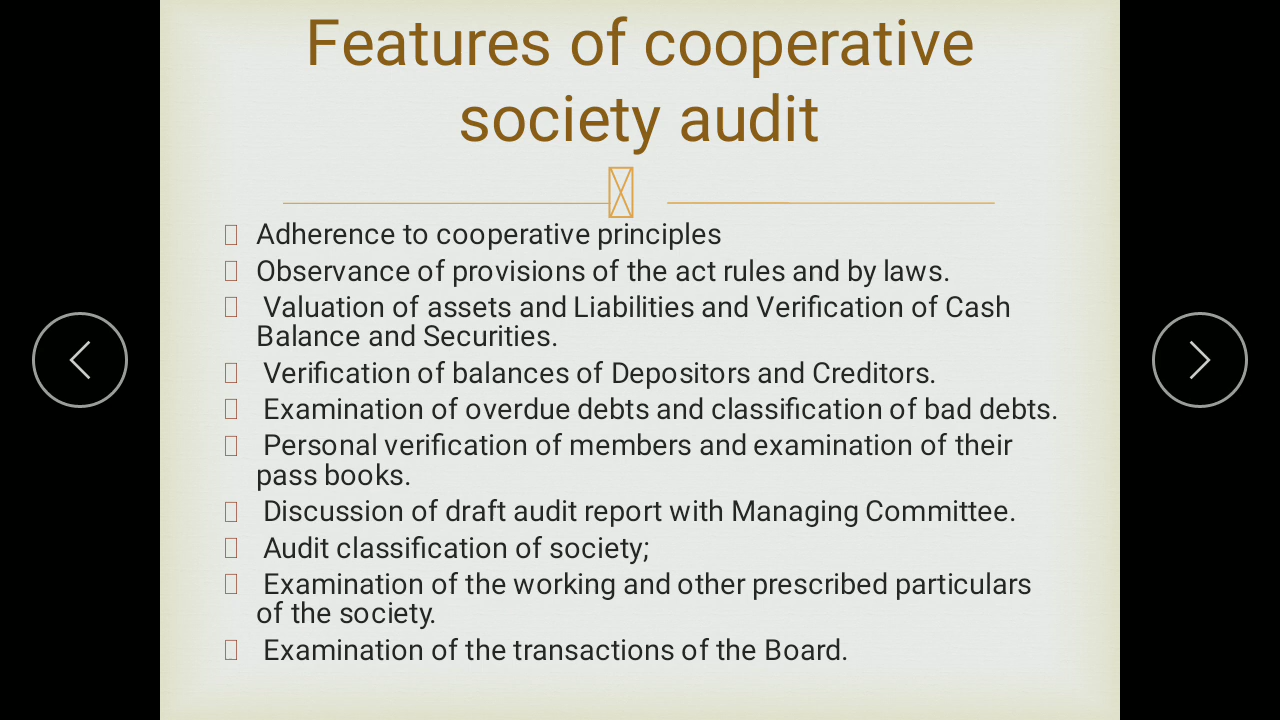 Features of cooperative
society audit
Adherence to cooperative principles
Observance of provisions of the act rules and by laws.
Valuation of assets and Liabilities and Verification of Cash
Balance and Securities.
Verification of balances of Depositors and Creditors.
Examination of overdue debts and classification of bad debts.
Personal verification of members and examination of their
pass books.
Discussion of draft audit report with Managing Committee.
Audit classification of society;
Examination of the working and other prescribed particulars
of the society.
Examination of the transactions of the Board.